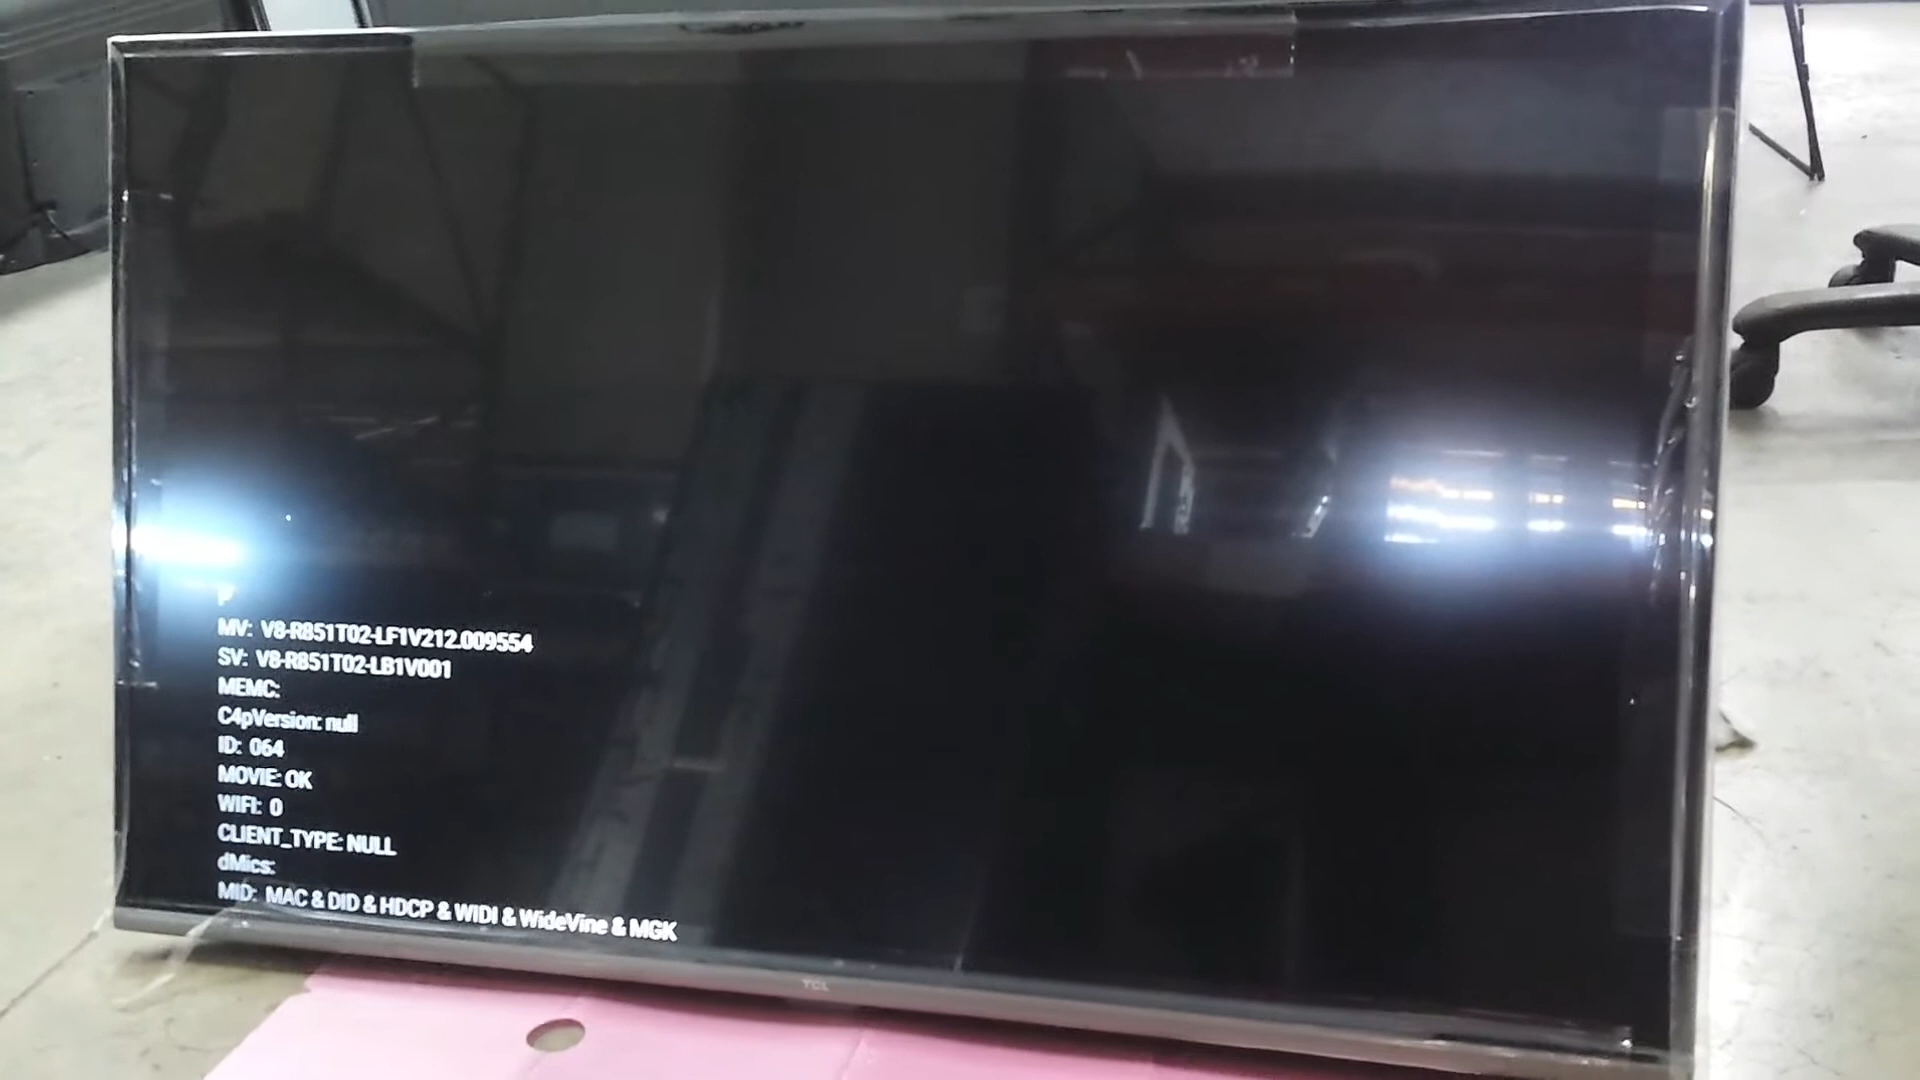 P
MV: V8-R851T02-LF1V212.009554
SV: V8-R851T02-LB1V001
MEMC:
C4pVersion: null
ID: 064
MOVIE: OK
WIFI: 0
CLIENT_TYPE: NULL
dMics:
MID: MAC & DID & HDCP & WIDI & WideVine & MGK
TCL